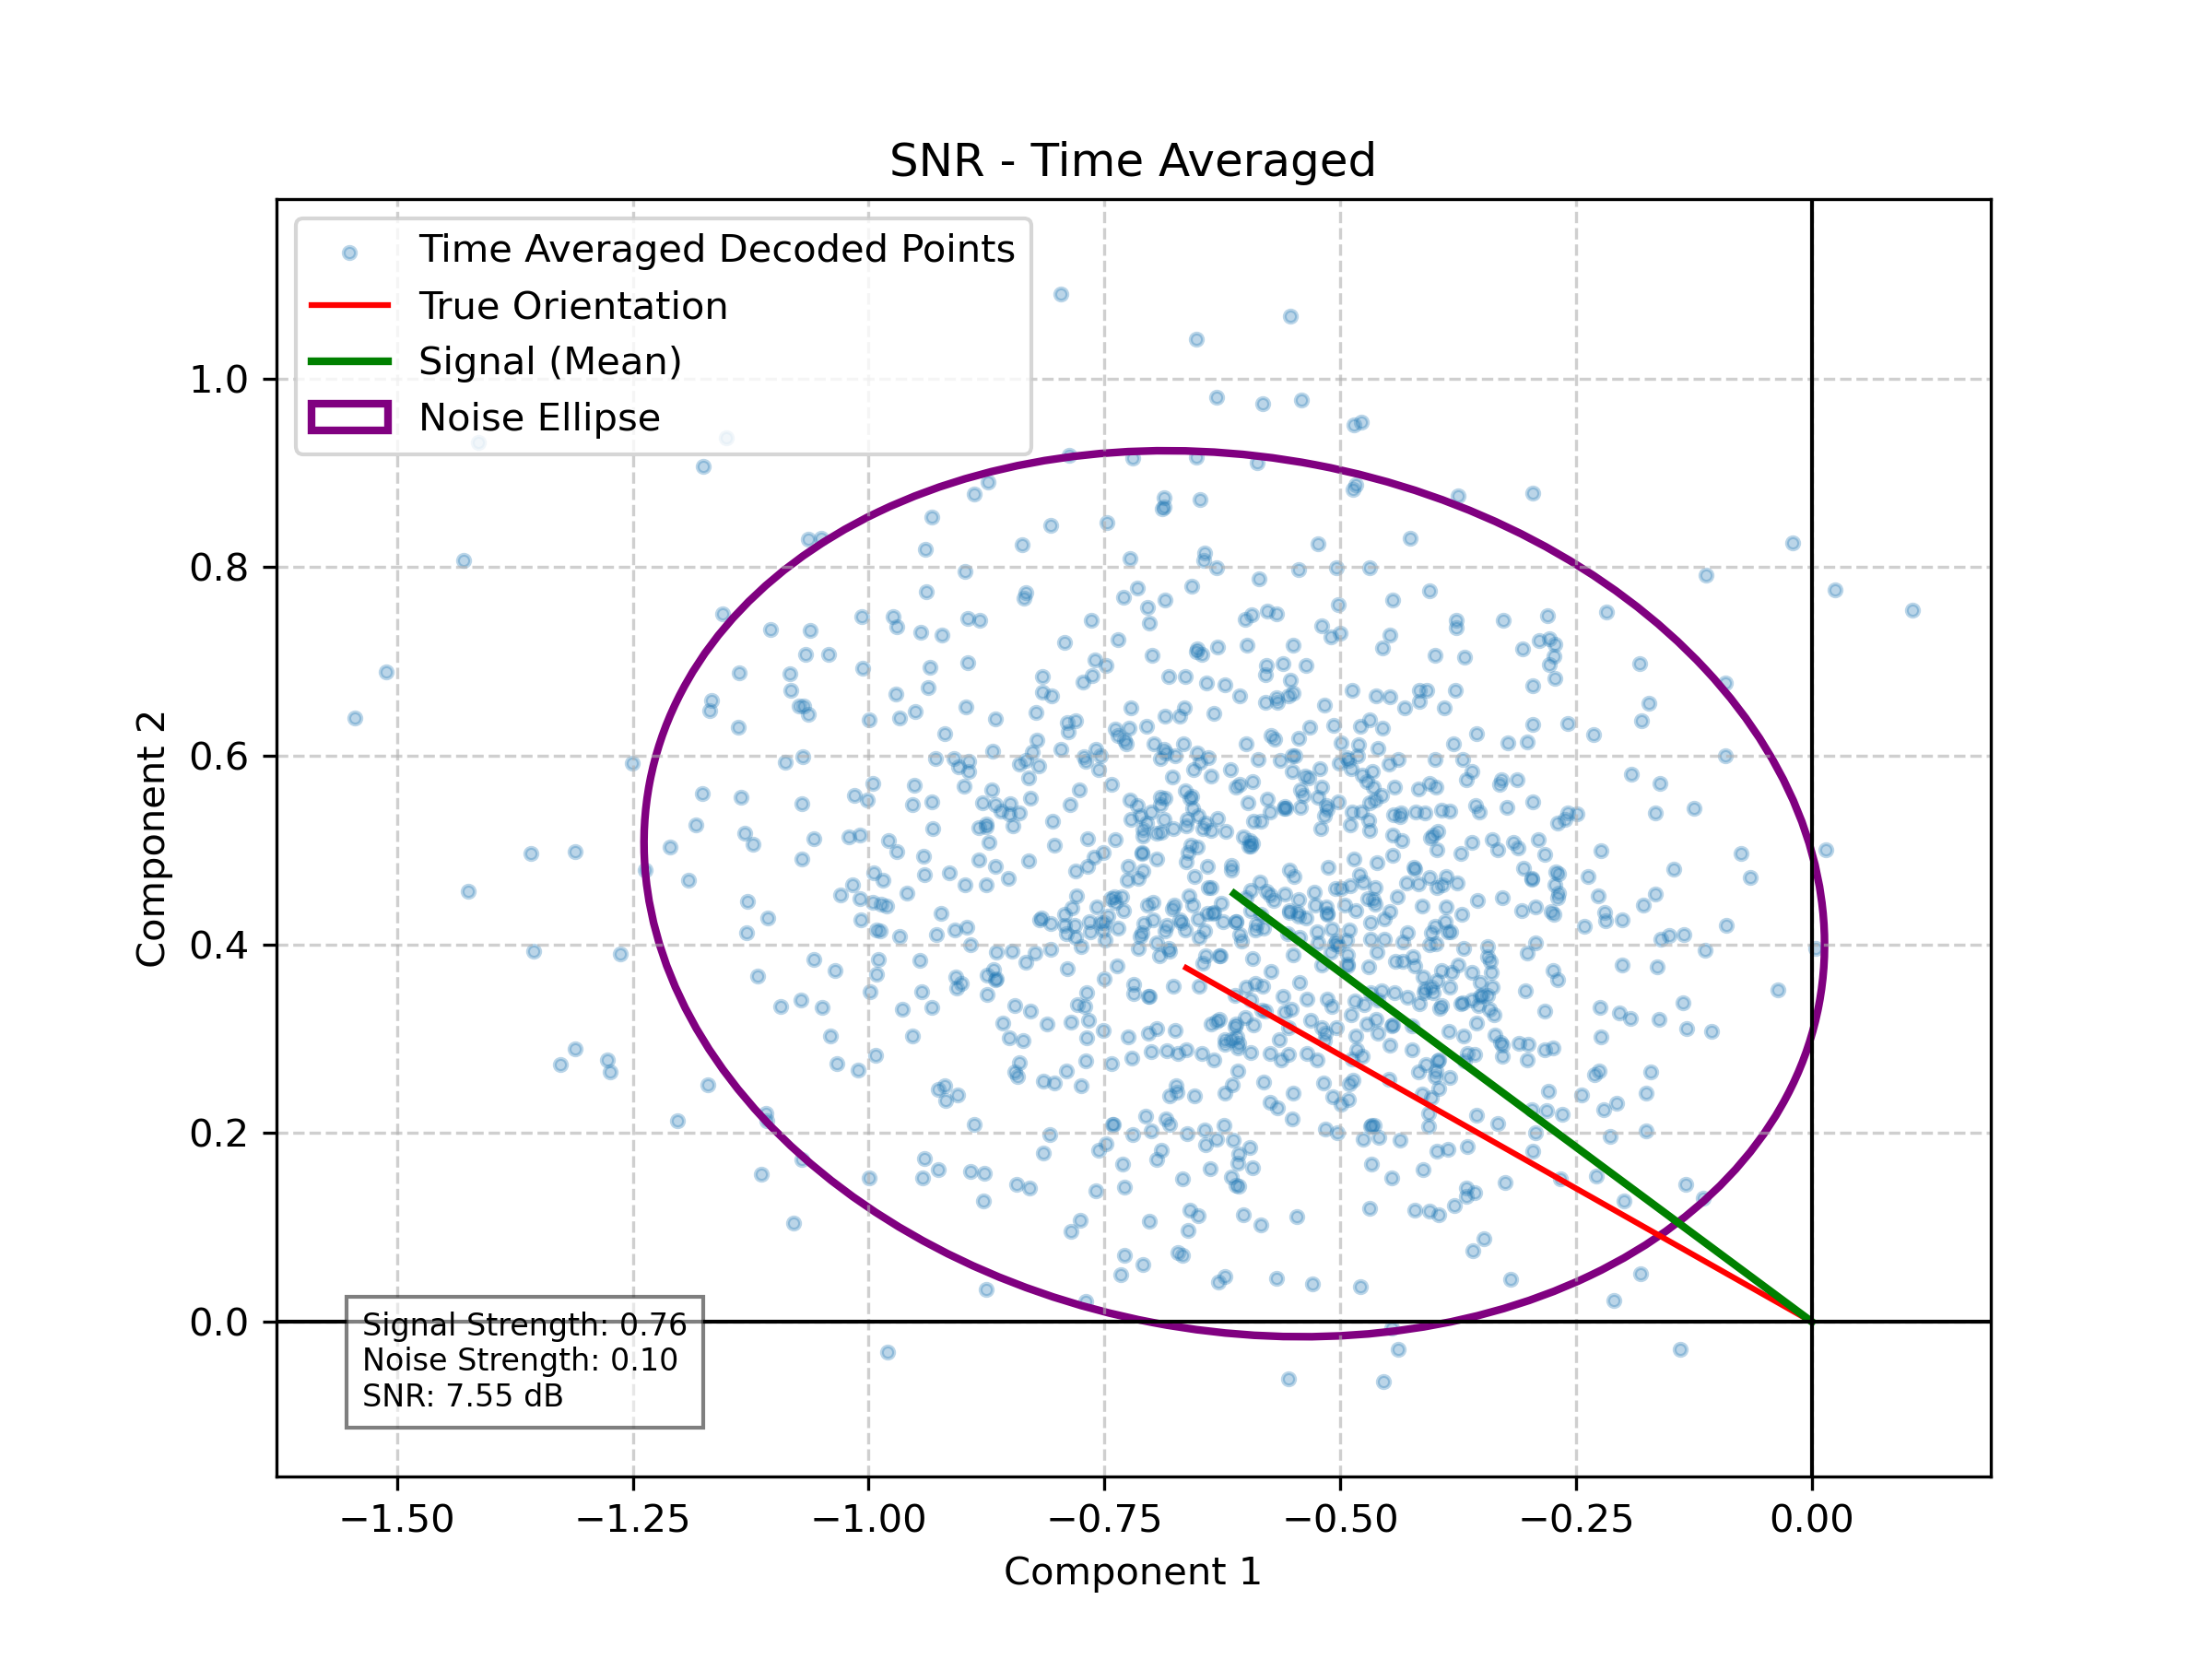 SNR - Time Averaged
Time Averaged Decoded Points
True Orientation
Signal (Mean)
Noise Ellipse
1.0
0.8
0.6
0.4
0.2
0.0
Component 2
Signal Strength: 0.76
Noise Strength: 0.10
SNR: 7.55 dB
−1.50 −1.25 −1.00 −0.75 −0.50 −0.25 0.00
Component 1